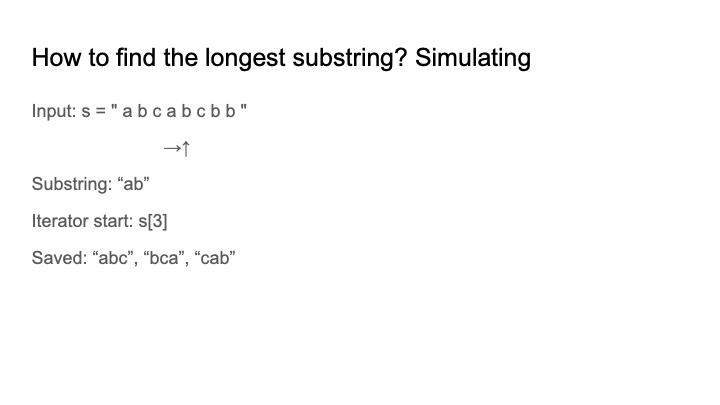 How to find the longest substring? Simulating
Input: s = " a b c a b c b b "
→↑
Substring: “ab”
Iterator start: s[3]
Saved: “abc”, “bca”, “cab”